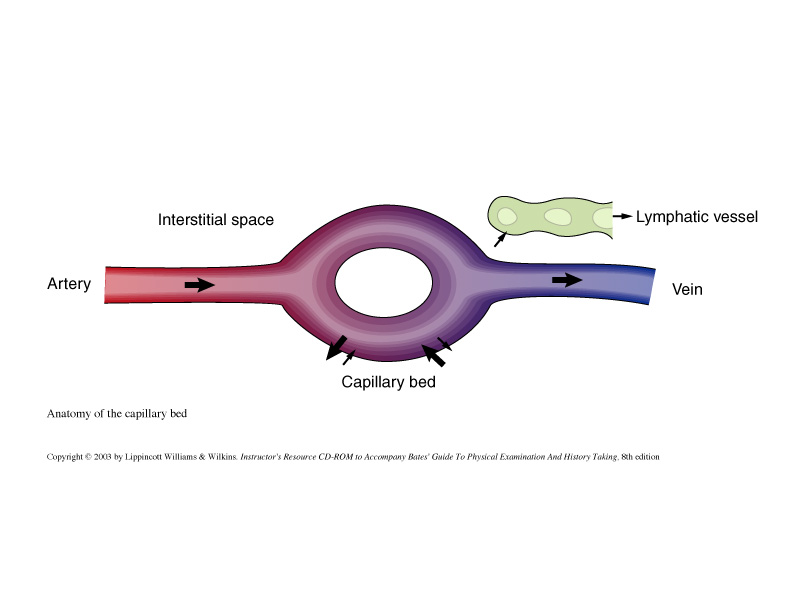 Interstitial space
Lymphatic vessel
Artery
Vein
Capillary bed
Anatomy of the capillary bed
Copyright © 2003 by Lippincott Williams & Wilkins. Instructor's Resource CD-ROM to Accompany Bates' Guide To Physical Examination And History Taking, 8th edition